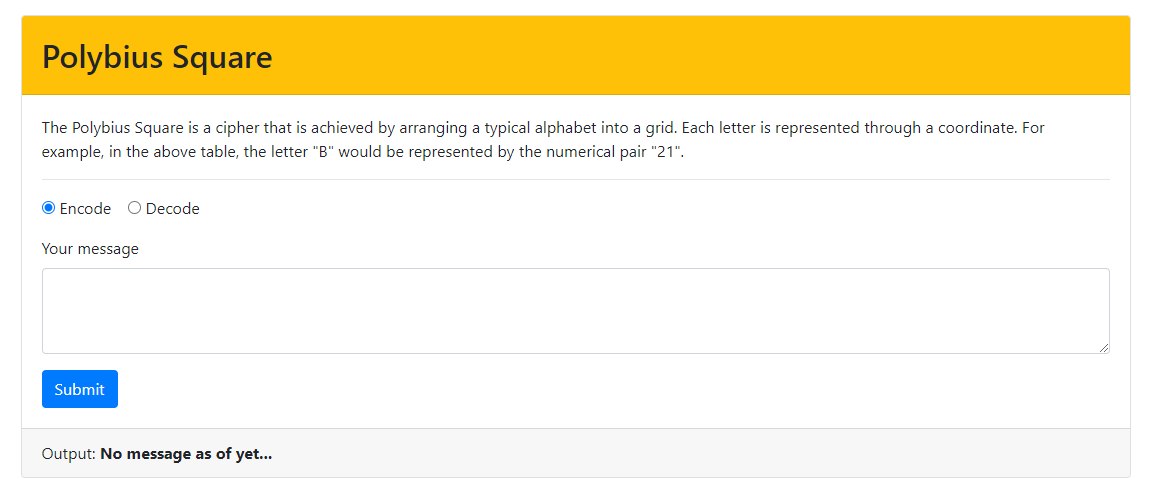 Polybius Square
The Polybius Square is a cipher that is achieved by arranging a typical alphabet into a grid. Each letter is represented through a coordinate. For
example, in the above table, the letter "B" would be represented by the numerical pair "21".
Encode Decode
Your message
Submit
Output: No message as of yet...